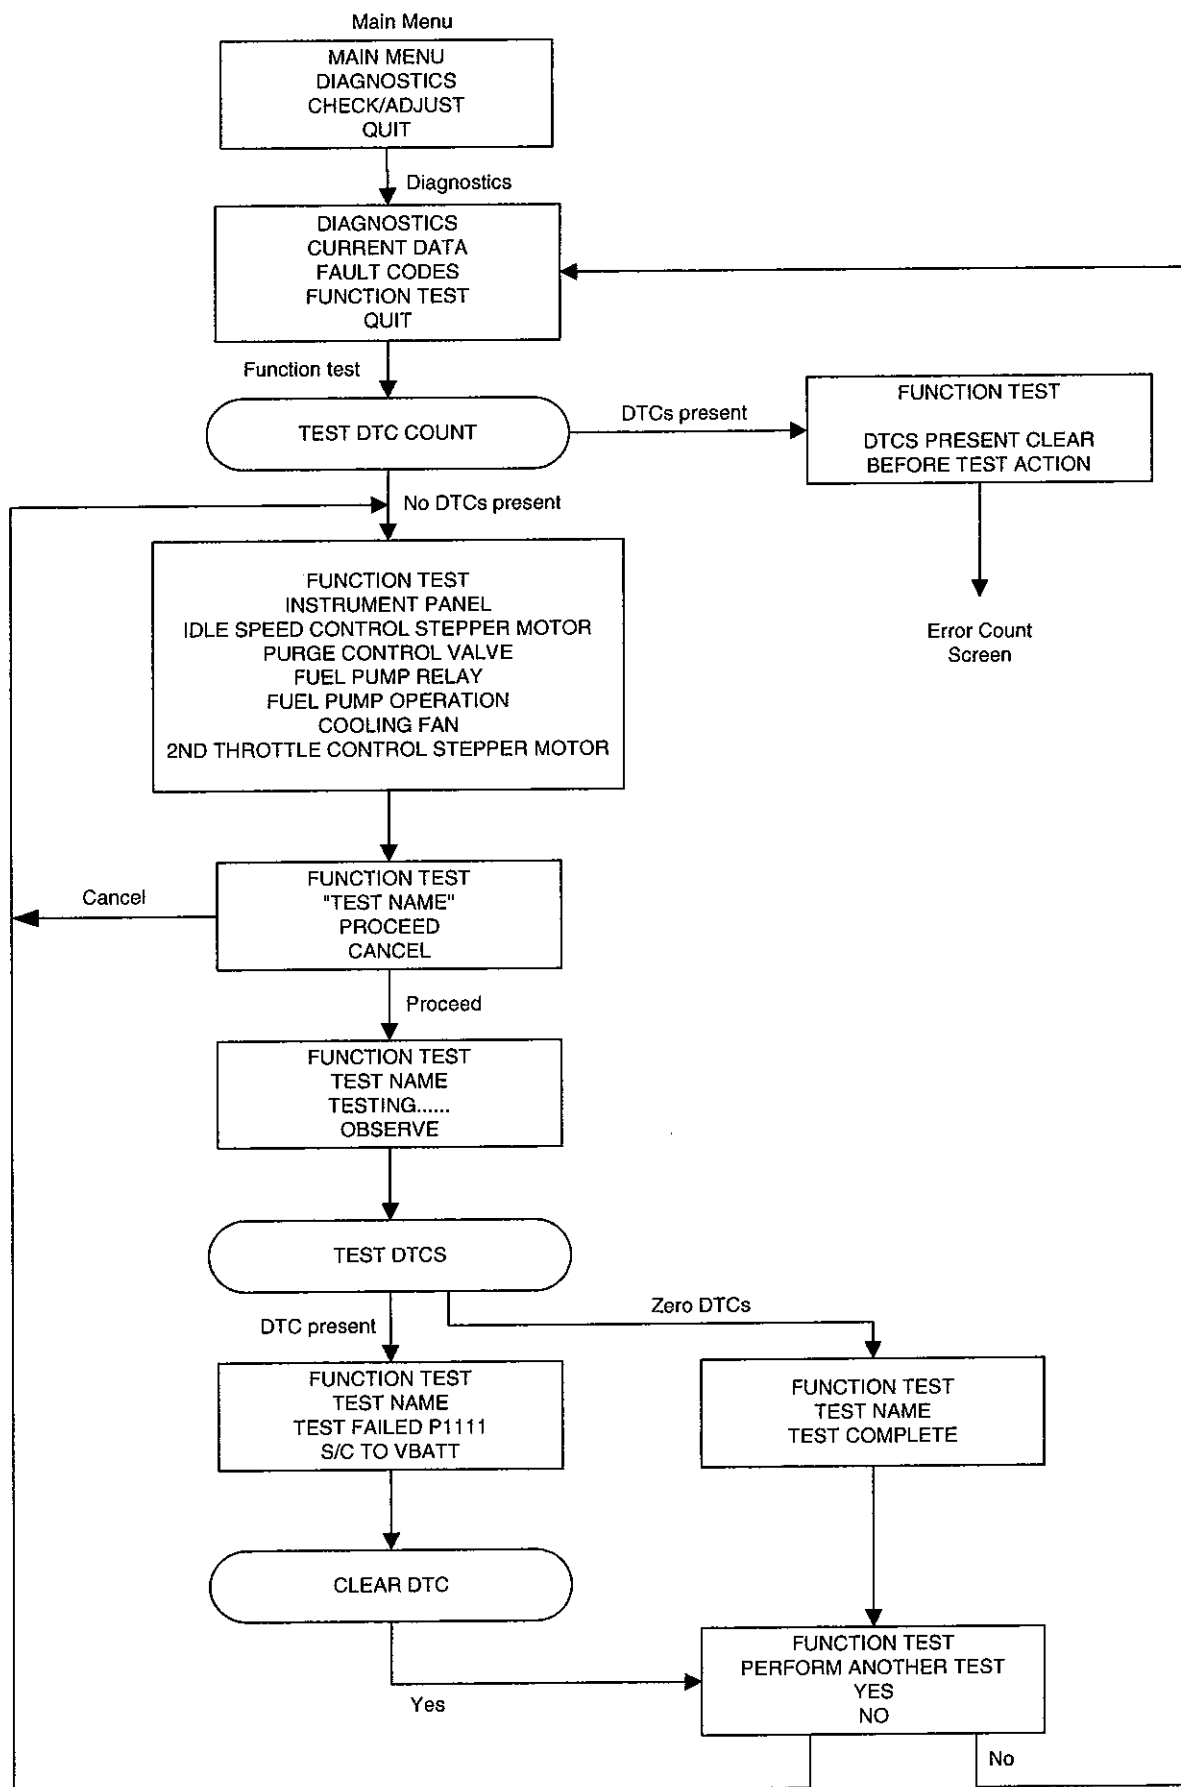 Main Menu
MAIN MENU
DIAGNOSTICS
CHECK/ADJUST
QUIT
Diagnostics
DIAGNOSTICS
CURRENT DATA
FAULT CODES
FUNCTION TEST
QUIT
Function test
TEST DTC COUNT
DTCs present
FUNCTION TEST
DTCS PRESENT CLEAR
BEFORE TEST ACTION
No DTCs present
Error Count
Screen
FUNCTION TEST
INSTRUMENT PANEL
IDLE SPEED CONTROL STEPPER MOTOR
PURGE CONTROL VALVE
FUEL PUMP RELAY
FUEL PUMP OPERATION
COOLING FAN
2ND THROTTLE CONTROL STEPPER MOTOR
Cancel
FUNCTION TEST
"TEST NAME"
PROCEED
CANCEL
Proceed
FUNCTION TEST
TEST NAME
TESTING......
OBSERVE
TEST DTCS
Zero DTCs
DTC present
FUNCTION TEST
TEST NAME
TEST FAILED P1111
S/C TO VBATT
FUNCTION TEST
TEST NAME
TEST COMPLETE
CLEAR DTC
Yes
FUNCTION TEST
PERFORM ANOTHER TEST
YES
NO
No